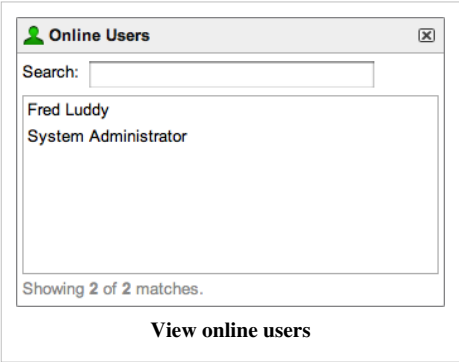 Online Users
Search:
Fred Luddy
System Administrator
Showing 2 of 2 matches.
View online users